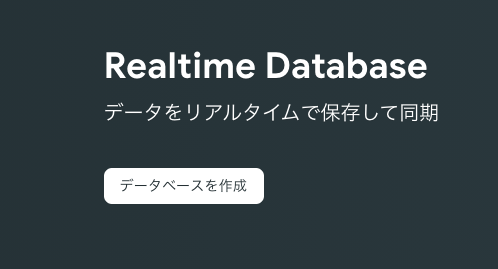 Realtime Database
データをリアルタイムで保存して同期
データベースを作成